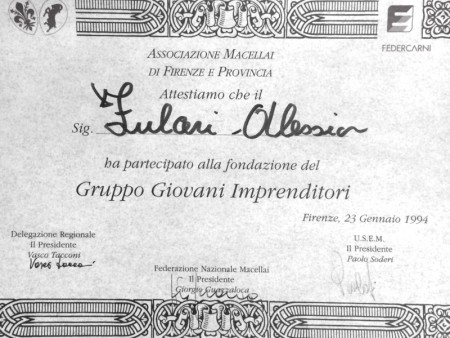 FEDERCARNI
ASSOCIAZIONE MACELLAI
DI FIRENZE E PROVINCIA
Attestiamo che il
Sig. Fulari Alessio
ha partecipato alla fondazione del
Gruppo Giovani Imprenditori
Firenze, 23 Gennaio 1994
Delegazione Regionale
Il Presidente
Vasco Tacconi
U.S.E.M.
Il Presidente
Paolo Soderi
Federazione Nazionale Macellai
Il Presidente
Giorgio Guazzaloca